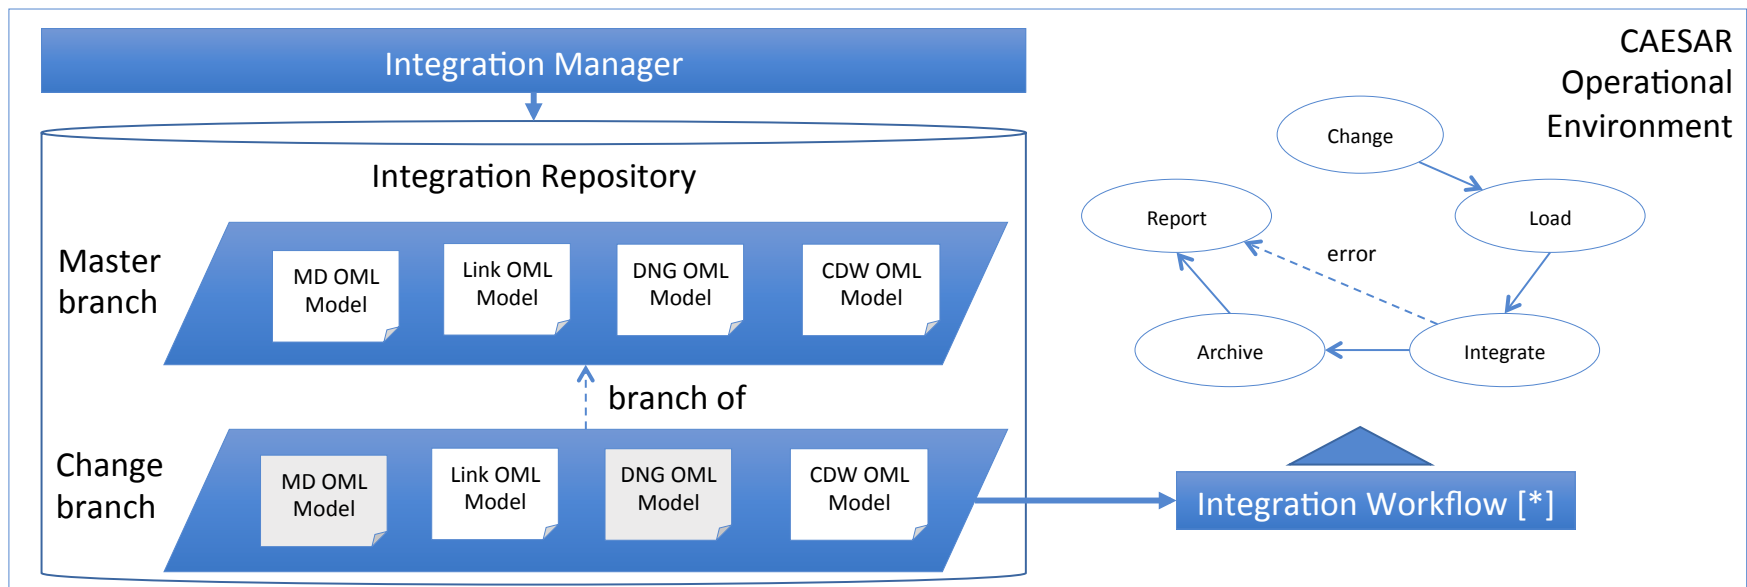 Integration Manager
CAESAR
Operational
Environment
Integration Repository
Master
branch
MD OML
Model
Link OML
Model
DNG OML
Model
CDW OML
Model
branch of
Change
branch
MD OML
Model
Link OML
Model
DNG OML
Model
CDW OML
Model
Change
Load
Report
error
Archive
Integrate
Integration Workflow [*]